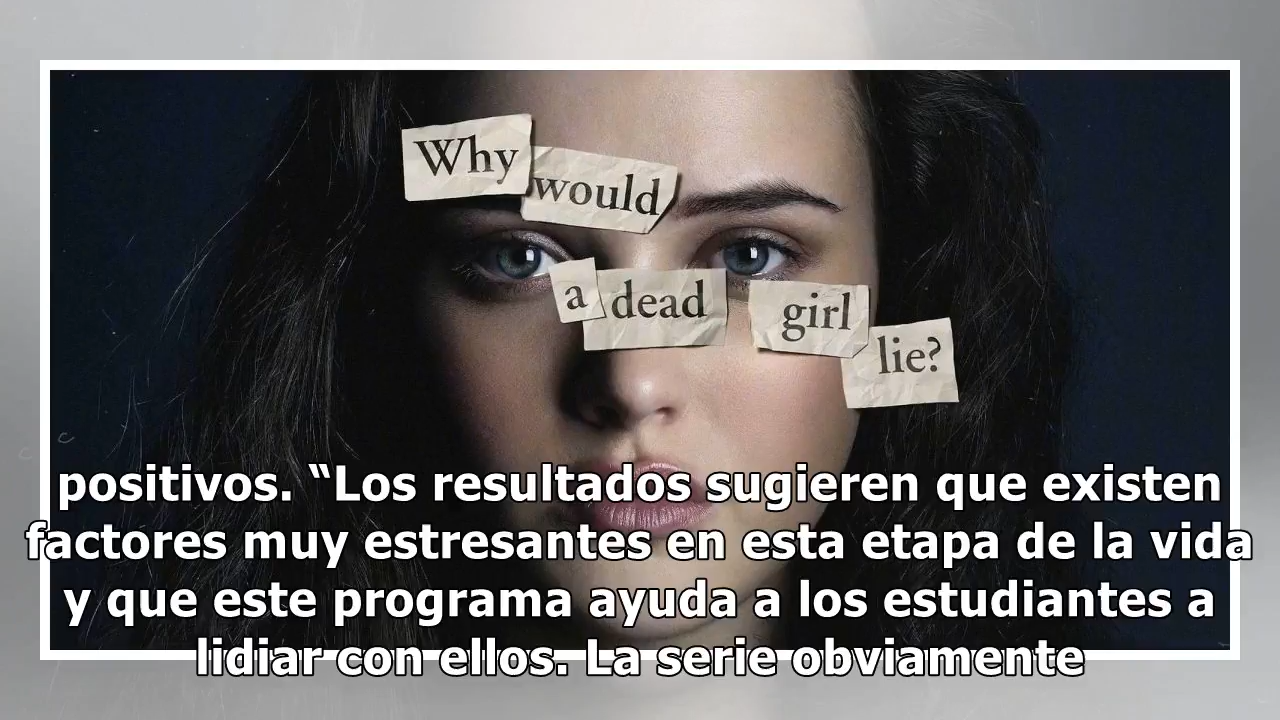 Why would
a dead girl
lie?
positivos. “Los resultados sugieren que existen
factores muy estresantes en esta etapa de la vida
y que este programa ayuda a los estudiantes a
lidiar con ellos. La serie obviamente